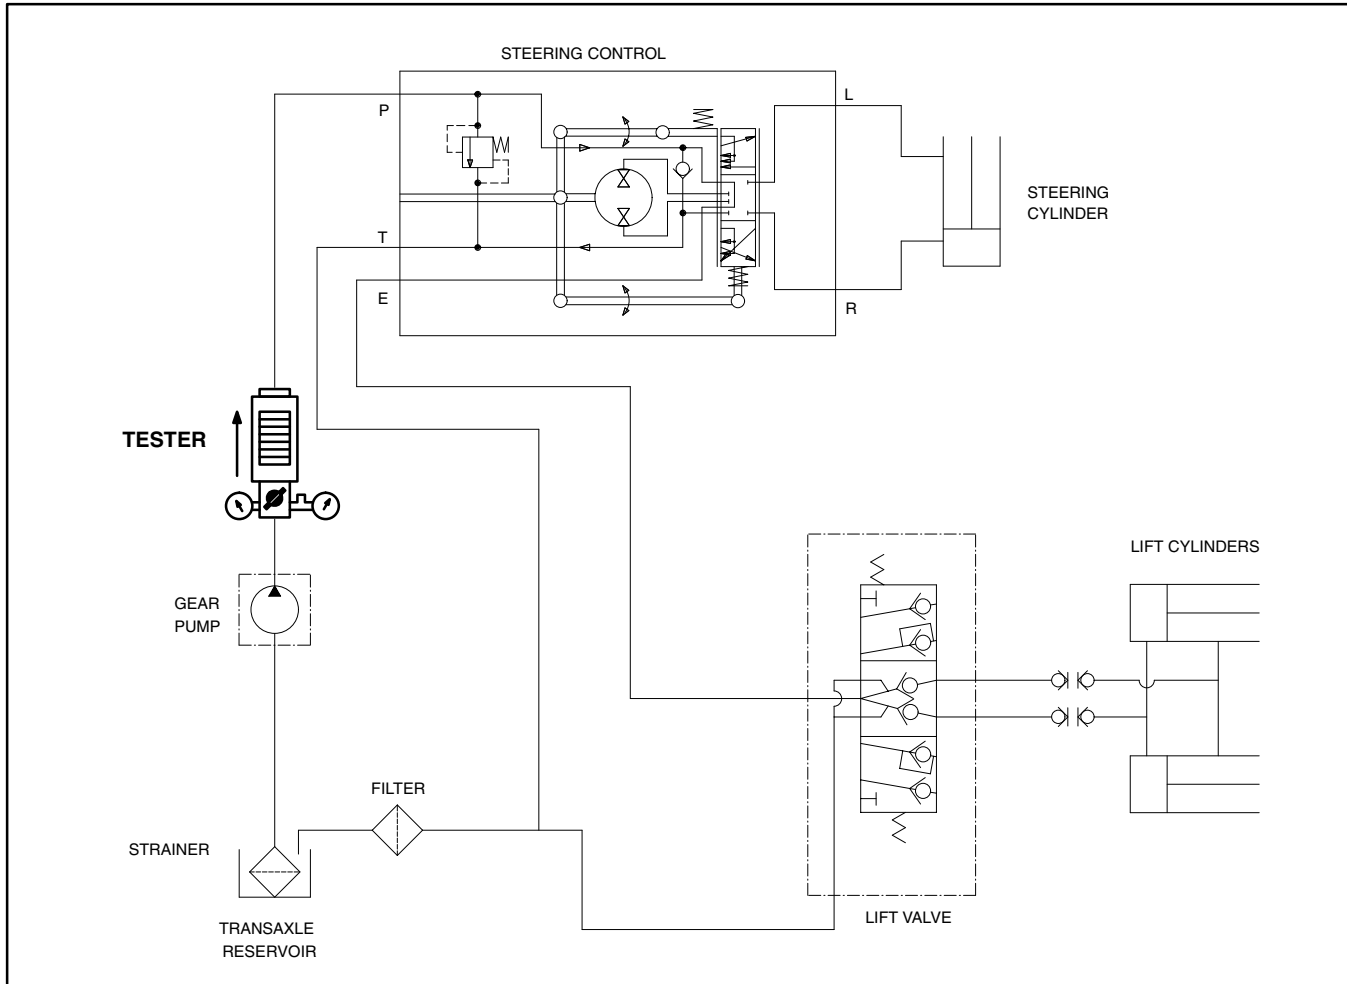 STEERING CONTROL
P
L
STEERING
CYLINDER
T
E
R
TESTER
GEAR
PUMP
LIFT CYLINDERS
FILTER
STRAINER
LIFT VALVE
TRANSAXLE
RESERVOIR